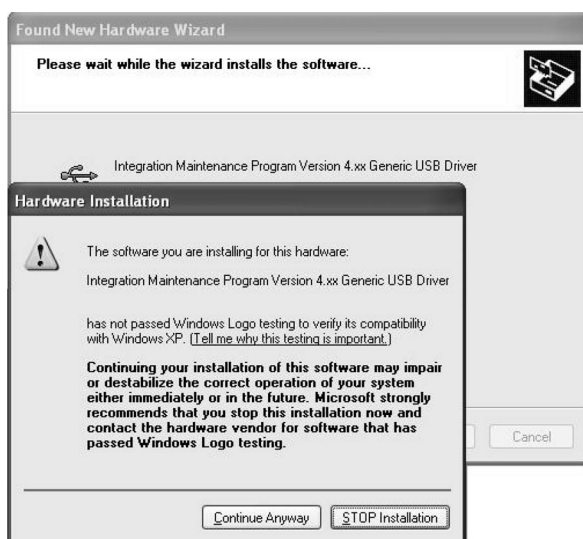 Found New Hardware Wizard
Please wait while the wizard installs the software...
Integration Maintenance Program Version 4.xx Generic USB Driver
Hardware Installation
The software you are installing for this hardware:
Integration Maintenance Program Version 4.xx Generic USB Driver
has not passed Windows Logo testing to verify its compatibility
with Windows XP. (Tell me why this testing is important.)
Continuing your installation of this software may impair
or destabilize the correct operation of your system
either immediately or in the future. Microsoft strongly
recommends that you stop this installation now and
contact the hardware vendor for software that has
passed Windows Logo testing.
Cancel
Continue Anyway
STOP Installation